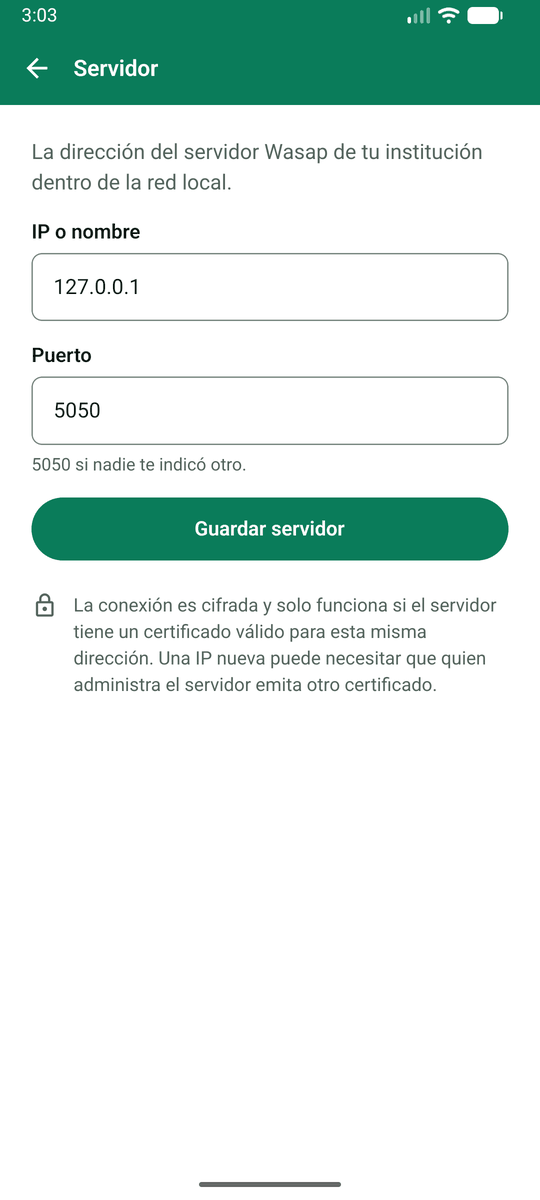 3:03
Servidor
La dirección del servidor Wasap de tu institución
dentro de la red local.
IP o nombre
127.0.0.1
Puerto
5050
5050 si nadie te indicó otro.
Guardar servidor
La conexión es cifrada y solo funciona si el servidor
tiene un certificado válido para esta misma
dirección. Una IP nueva puede necesitar que quien
administra el servidor emita otro certificado.